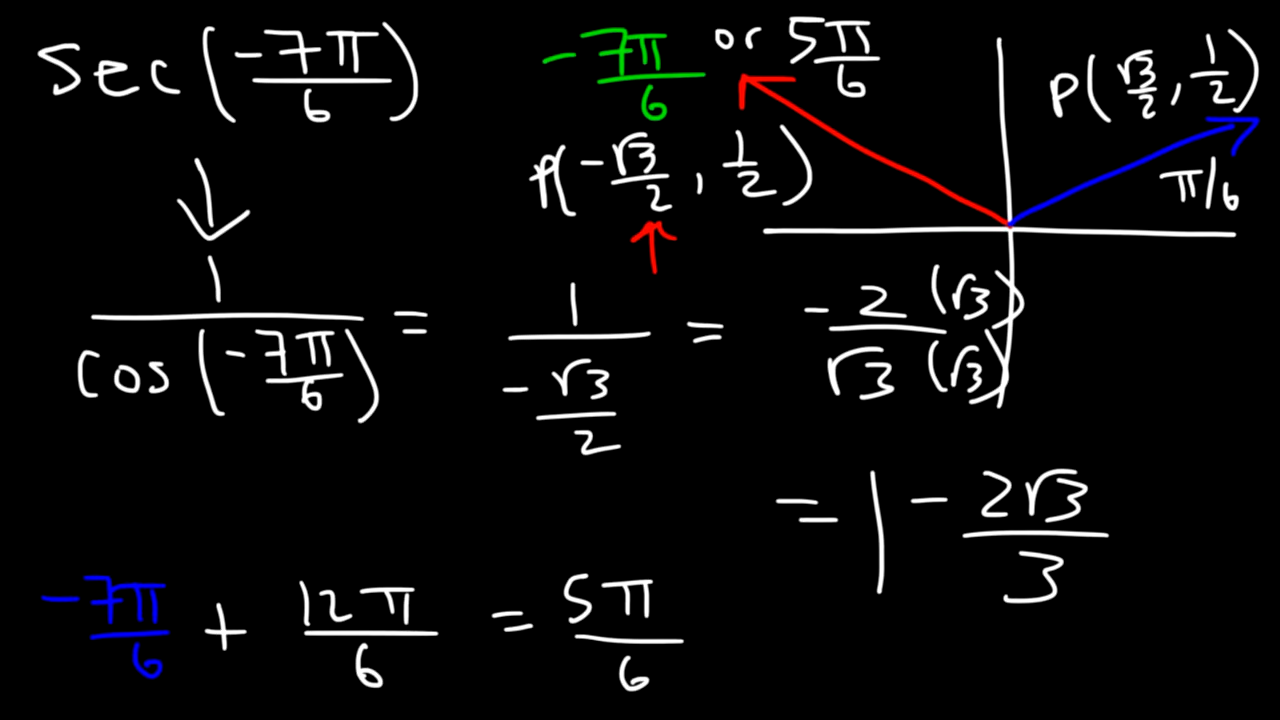 sec(-7π/6)
-7π/6 or 5π/6
P(√3/2, 1/2)
P(-√3/2, 1/2)
π/6
1/cos(-7π/6) = 1/(-√3/2) = -2(√3)/√3(√3)
= | -2√3/3
-7π/6 + 12π/6 = 5π/6